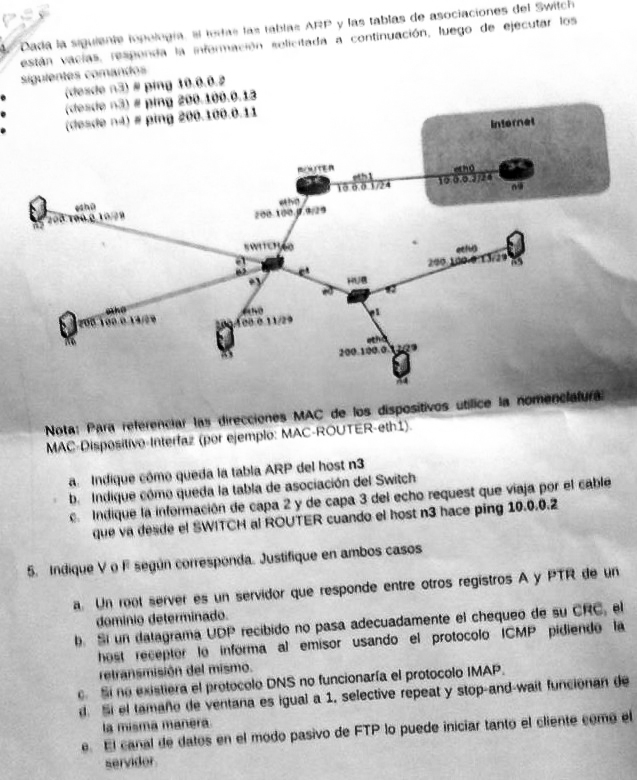 Dada la siguiente topología, si todas las tablas ARP y las tablas de asociaciones del Switch
están vacías, responda la información solicitada a continuación, luego de ejecutar los
siguientes comandos
(desde n3) # ping 10.0.0.2
(desde n3) # ping 200.100.0.13
(desde n4) # ping 200.100.0.11
Internet
ROUTER
eth1
10.0.0.1/24
eth0
10.0.0.2/24
n9
eth0
200.100.0.9/29
eth0
200.100.0.10/29
n2
SWITCH e0
e1
e2
e3
e4
eth0
200.100.0.13/29
n5
HUB
e0
e2
e1
eth0
200.100.0.14/29
n6
eth0
200.100.0.11/29
n3
eth0
200.100.0.12/29
n4
Nota: Para referenciar las direcciones MAC de los dispositivos utilice la nomenclatura:
MAC-Dispositivo-Interfaz (por ejemplo: MAC-ROUTER-eth1).
a. Indique cómo queda la tabla ARP del host n3
b. Indique cómo queda la tabla de asociación del Switch
c. Indique la información de capa 2 y de capa 3 del echo request que viaja por el cable
que va desde el SWITCH al ROUTER cuando el host n3 hace ping 10.0.0.2
5. Indique V o F según corresponda. Justifique en ambos casos
a. Un root server es un servidor que responde entre otros registros A y PTR de un
dominio determinado.
b. Si un datagrama UDP recibido no pasa adecuadamente el chequeo de su CRC, el
host receptor lo informa al emisor usando el protocolo ICMP pidiendo la
retransmisión del mismo.
c. Si no existiera el protocolo DNS no funcionaría el protocolo IMAP.
d. Si el tamaño de ventana es igual a 1, selective repeat y stop-and-wait funcionan de
la misma manera.
e. El canal de datos en el modo pasivo de FTP lo puede iniciar tanto el cliente como el
servidor.